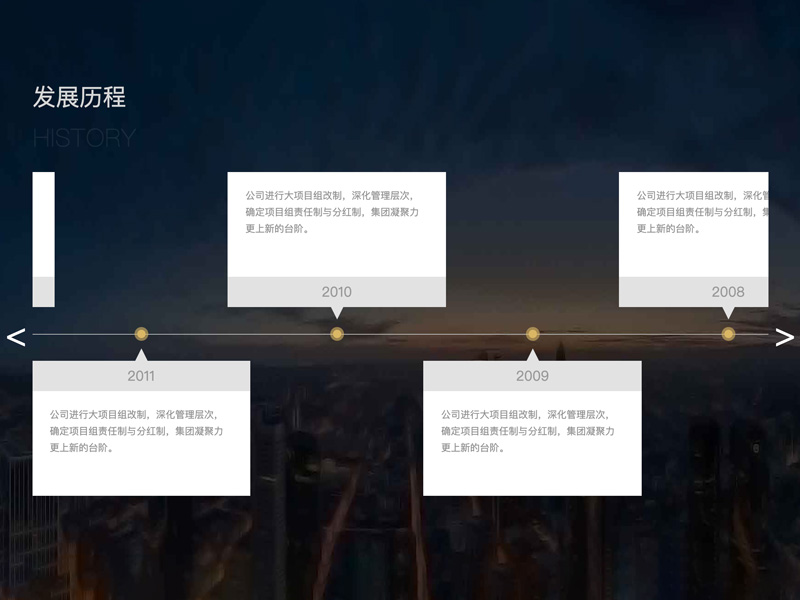 发展历程
HISTORY
公司进行大项目组改制，深化管理层次，
确定项目组责任制与分红制，集团凝聚力
更上新的台阶。
2010
公司进行大项目组改制，深化
确定项目组责任制与分红制，
更上新的台阶。
2008
<
>
2011
公司进行大项目组改制，深化管理层次，
确定项目组责任制与分红制，集团凝聚力
更上新的台阶。
2009
公司进行大项目组改制，深化管理层次，
确定项目组责任制与分红制，集团凝聚力
更上新的台阶。